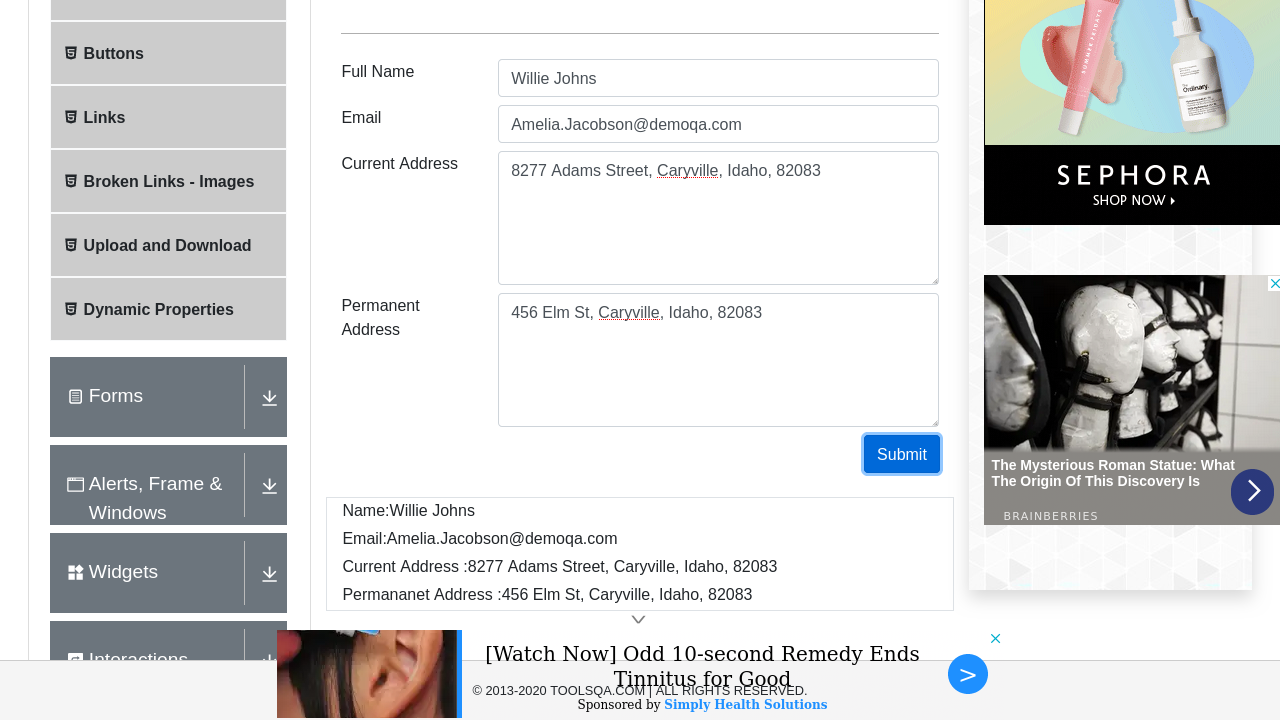 Buttons
Links
Broken Links - Images
Upload and Download
Dynamic Properties
Forms
Alerts, Frame &
Windows
Widgets
Interactions
Full Name
Willie Johns
Email
Amelia.Jacobson@demoqa.com
Current Address
8277 Adams Street, Caryville, Idaho, 82083
Permanent
Address
456 Elm St, Caryville, Idaho, 82083
Submit
Name:Willie Johns
Email:Amelia.Jacobson@demoqa.com
Current Address :8277 Adams Street, Caryville, Idaho, 82083
Permananet Address :456 Elm St, Caryville, Idaho, 82083
SUMMER FRIDAYS
The
Ordinary.
SEPHORA
SHOP NOW
The Mysterious Roman Statue: What
The Origin Of This Discovery Is
BRAINBERRIES
[Watch Now] Odd 10-second Remedy Ends
Tinnitus for Good
© 2013-2020 TOOLSQA.COM | ALL RIGHTS RESERVED.
Sponsored by Simply Health Solutions